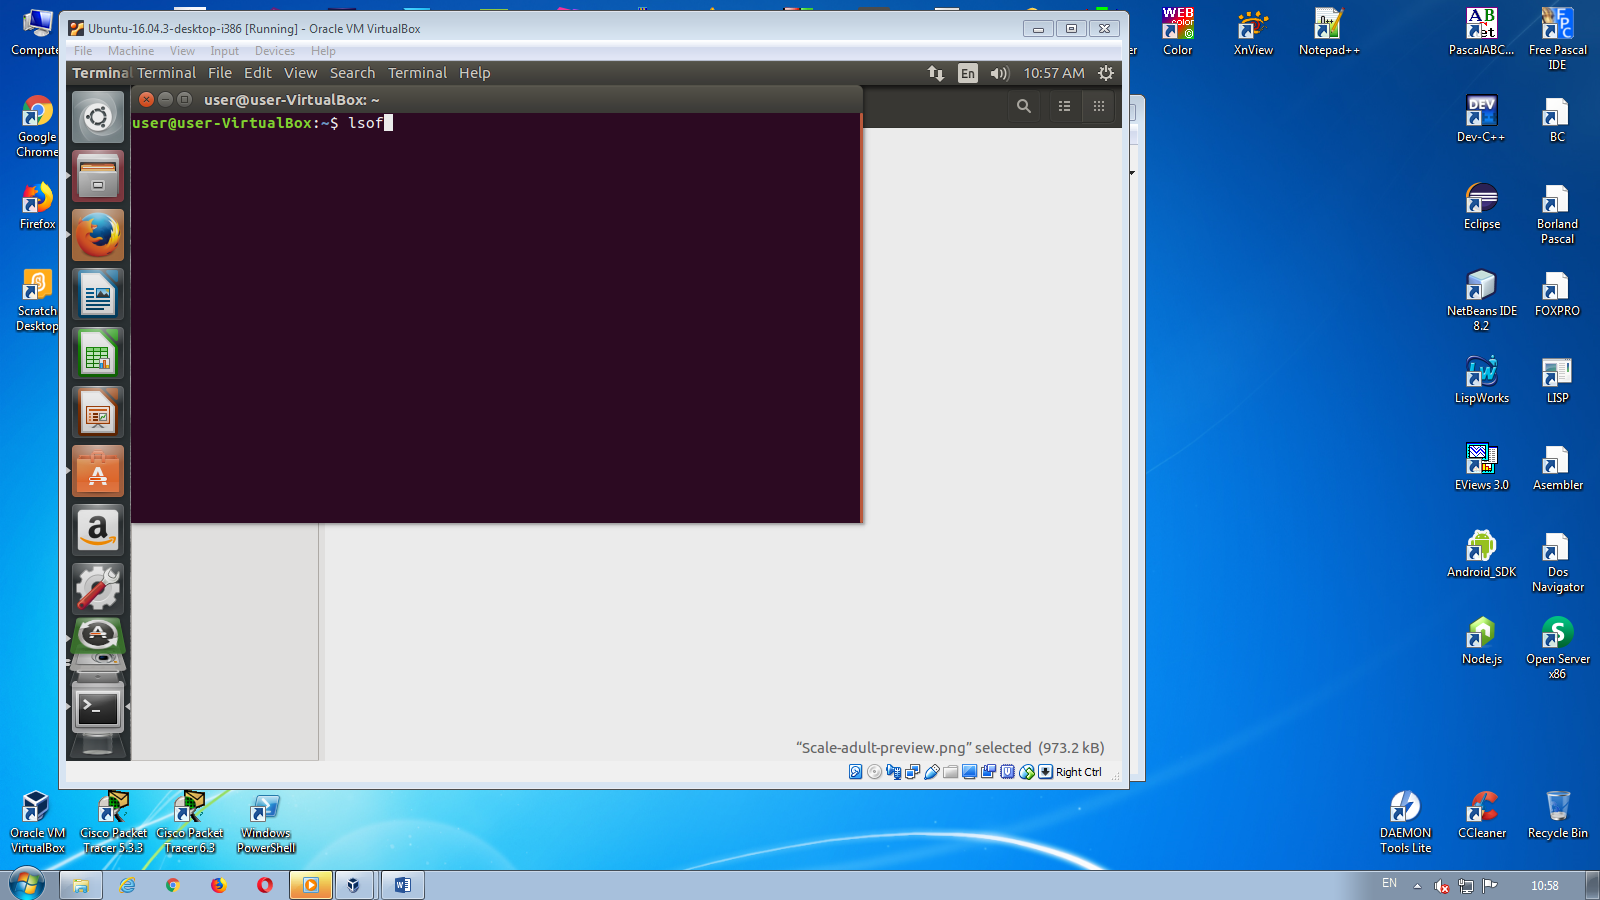 Ubuntu-16.04.3-desktop-i386 [Running] - Oracle VM VirtualBox
File Machine View Input Devices Help
Terminal Terminal File Edit View Search Terminal Help
En 10:57 AM
user@user-VirtualBox: ~
user@user-VirtualBox:~$ lsof
"Scale-adult-preview.png" selected (973.2 kB)
Right Ctrl
Compute
Google
Chrome
Firefox
Scratch
Desktop
er
WEB
color
Color
XnView
N++
Notepad++
PascalABC...
Free Pascal
IDE
DEV
Dev-C++
BC
Eclipse
Borland
Pascal
NetBeans IDE
8.2
FOXPRO
LispWorks
LISP
EViews 3.0
Asembler
Android_SDK
Dos
Navigator
Node.js
Open Server
x86
Oracle VM
VirtualBox
Cisco Packet
Tracer 5.3.3
Cisco Packet
Tracer 6.3
Windows
PowerShell
DAEMON
Tools Lite
CCleaner
Recycle Bin
EN
10:58